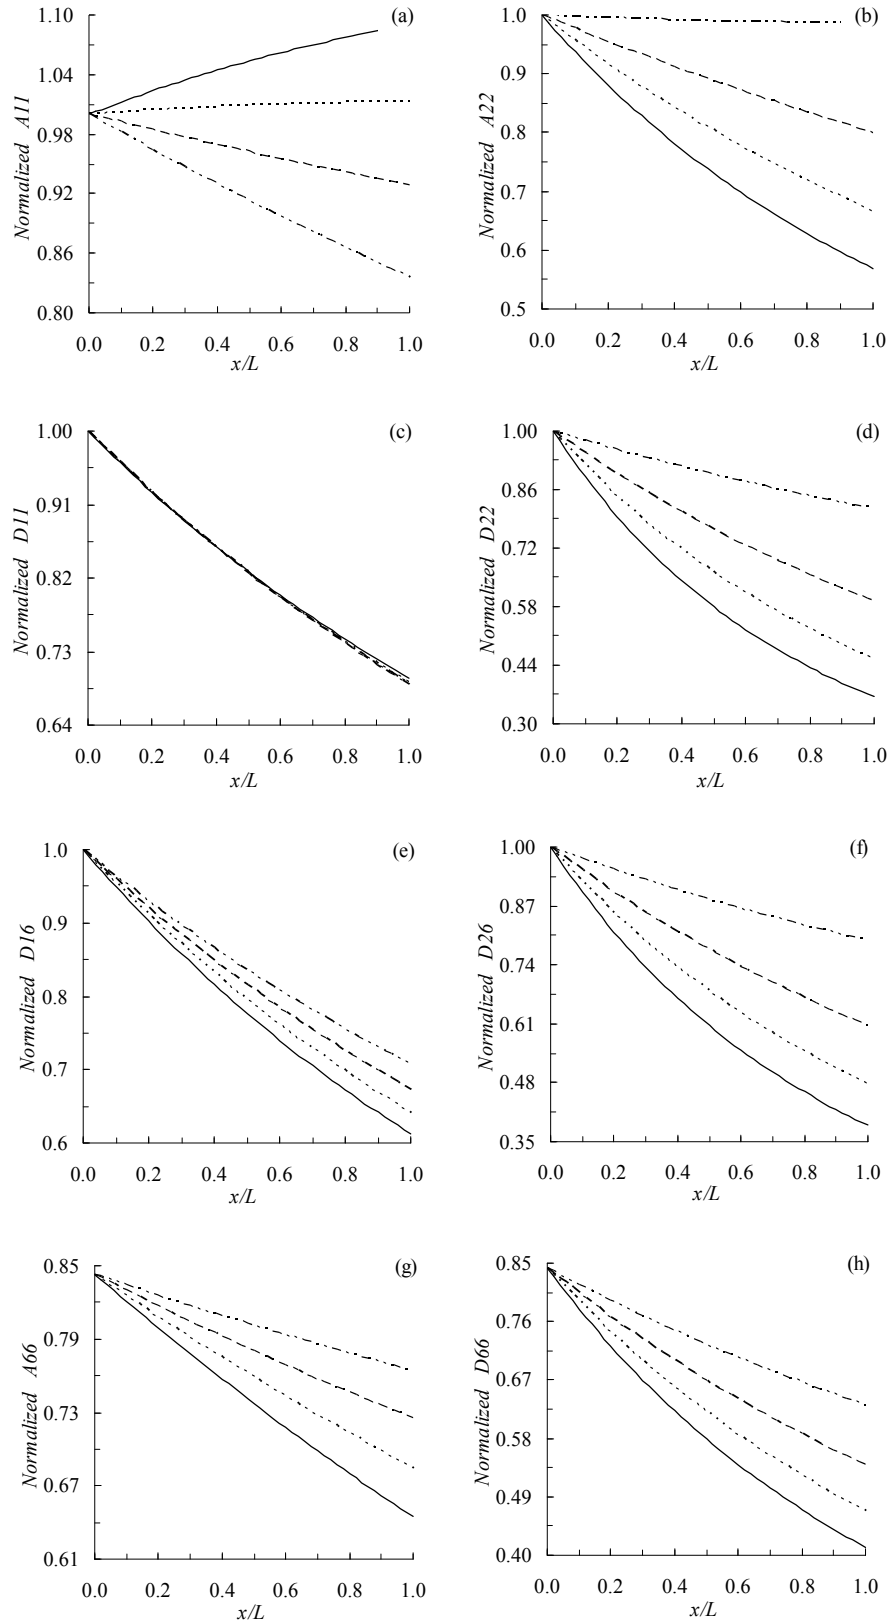 (a)
1.10
1.04
0.98
0.92
0.86
0.80
Normalized A11
0.0 0.2 0.4 0.6 0.8 1.0
x/L
(b)
1.0
0.9
0.8
0.7
0.6
0.5
Normalized A22
0.0 0.2 0.4 0.6 0.8 1.0
x/L
(c)
1.00
0.91
0.82
0.73
0.64
Normalized D11
0.0 0.2 0.4 0.6 0.8 1.0
x/L
(d)
1.00
0.86
0.72
0.58
0.44
0.30
Normalized D22
0.0 0.2 0.4 0.6 0.8 1.0
x/L
(e)
1.0
0.9
0.8
0.7
0.6
Normalized D16
0.0 0.2 0.4 0.6 0.8 1.0
x/L
(f)
1.00
0.87
0.74
0.61
0.48
0.35
Normalized D26
0.0 0.2 0.4 0.6 0.8 1.0
x/L
(g)
0.85
0.79
0.73
0.67
0.61
Normalized A66
0.0 0.2 0.4 0.6 0.8 1.0
x/L
(h)
0.85
0.76
0.67
0.58
0.49
0.40
Normalized D66
0.0 0.2 0.4 0.6 0.8 1.0
x/L